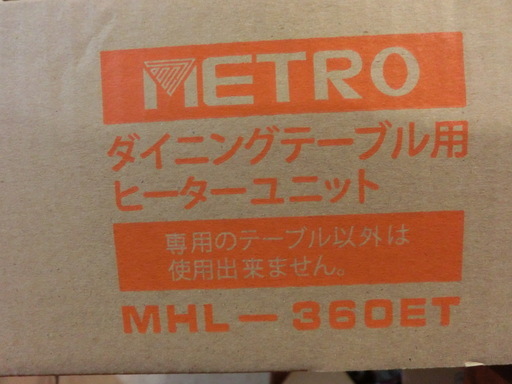 METRO
ダイニングテーブル用
ヒーターユニット
専用のテーブル以外は
使用出来ません。
MHL-360ET